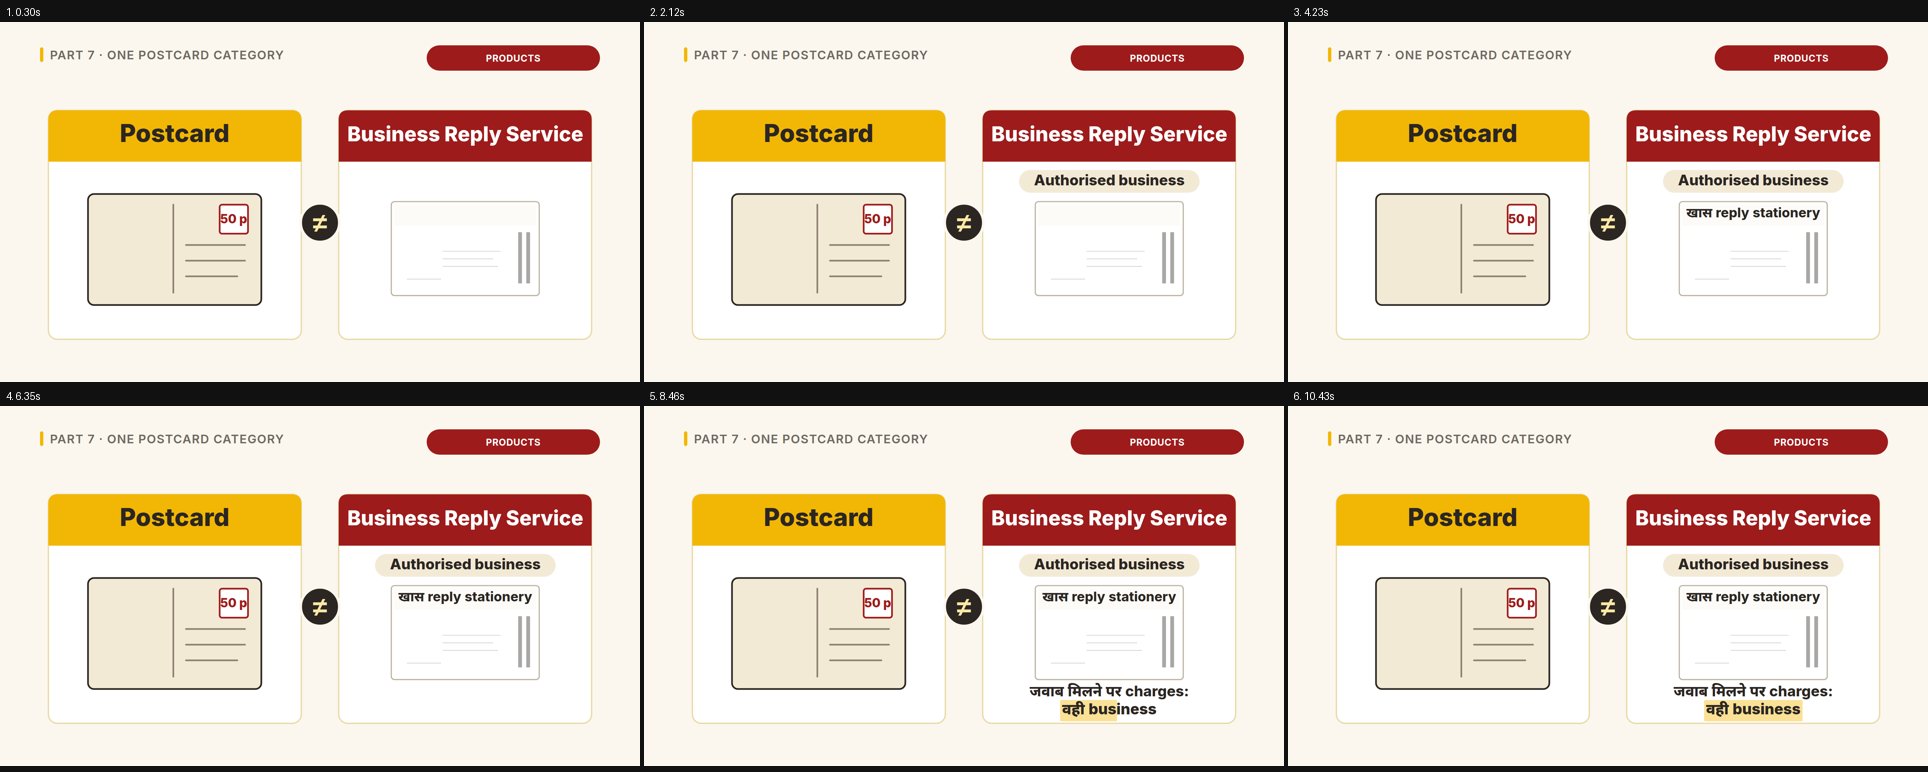 1. 0.30s
PART 7 · ONE POSTCARD CATEGORY
PRODUCTS
Postcard
50 p
≠
Business Reply Service
2. 2.12s
PART 7 · ONE POSTCARD CATEGORY
PRODUCTS
Postcard
50 p
≠
Business Reply Service
Authorised business
3. 4.23s
PART 7 · ONE POSTCARD CATEGORY
PRODUCTS
Postcard
50 p
≠
Business Reply Service
Authorised business
खास reply stationery
4. 6.35s
PART 7 · ONE POSTCARD CATEGORY
PRODUCTS
Postcard
50 p
≠
Business Reply Service
Authorised business
खास reply stationery
5. 8.46s
PART 7 · ONE POSTCARD CATEGORY
PRODUCTS
Postcard
50 p
≠
Business Reply Service
Authorised business
खास reply stationery
जवाब मिलने पर charges:
वही business
6. 10.43s
PART 7 · ONE POSTCARD CATEGORY
PRODUCTS
Postcard
50 p
≠
Business Reply Service
Authorised business
खास reply stationery
जवाब मिलने पर charges:
वही business